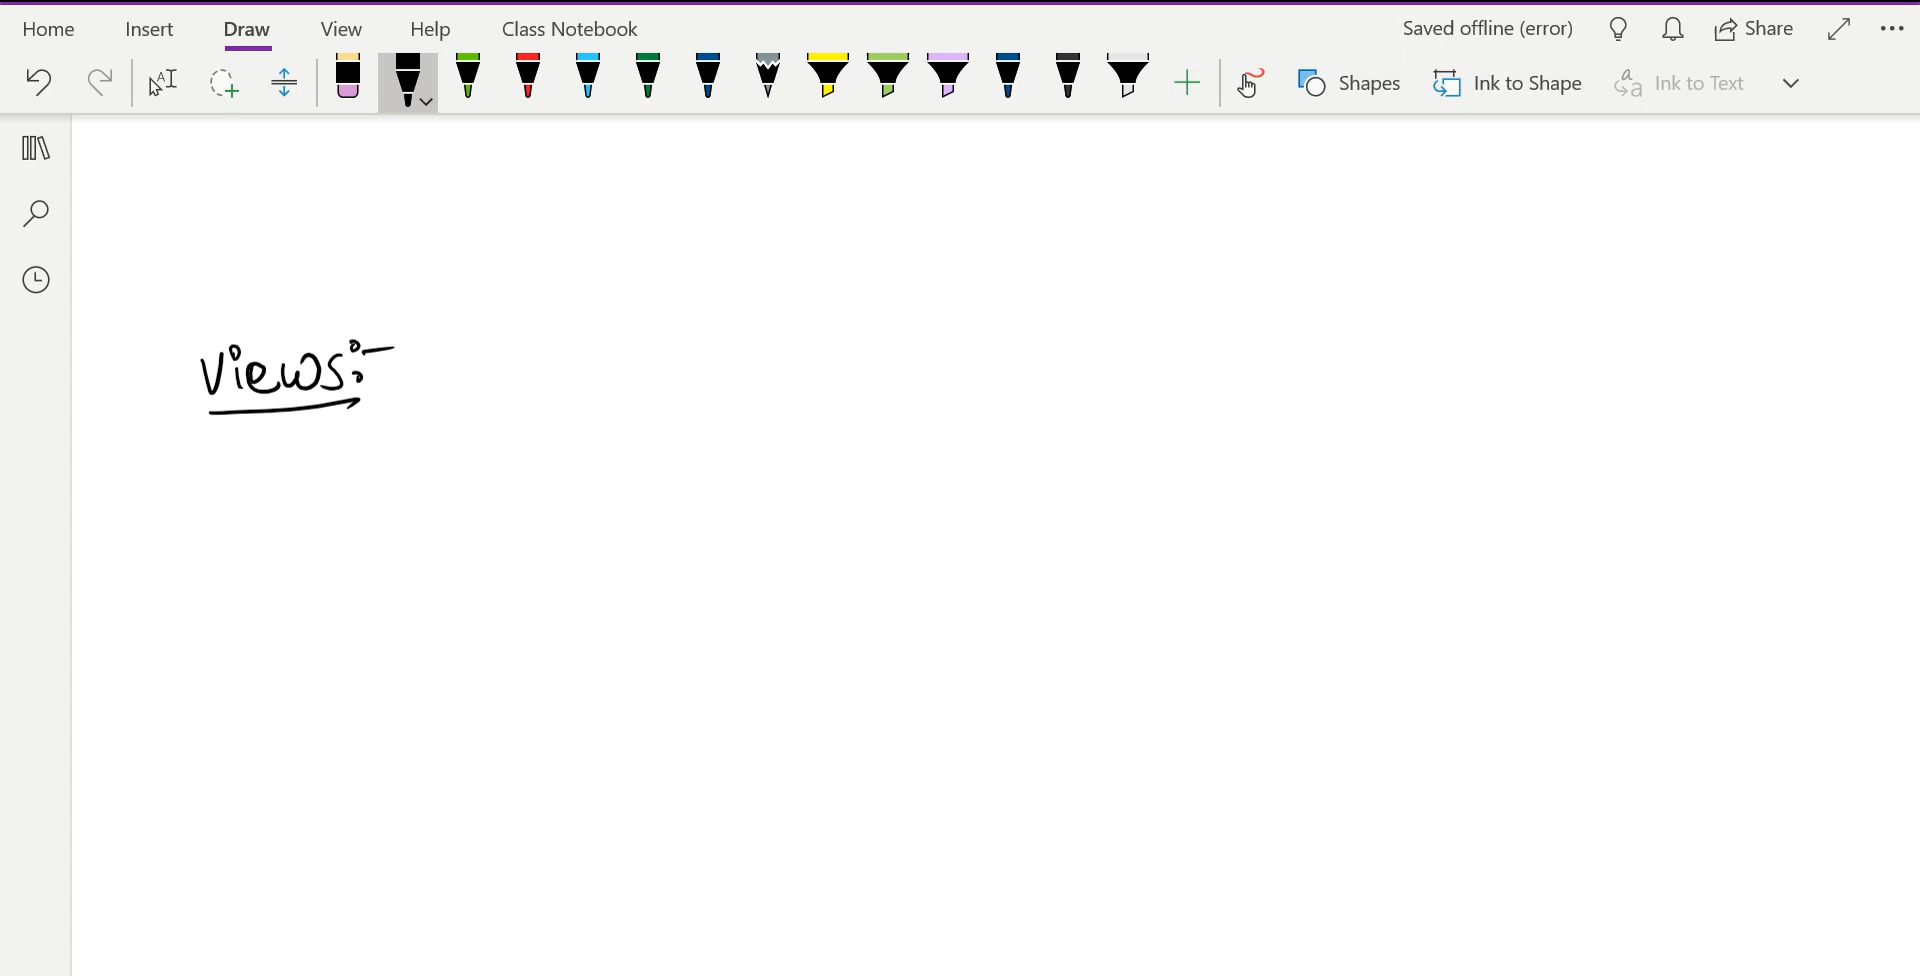 Home Insert Draw View Help Class Notebook Saved offline (error) Share
Shapes Ink to Shape Ink to Text
Views:-